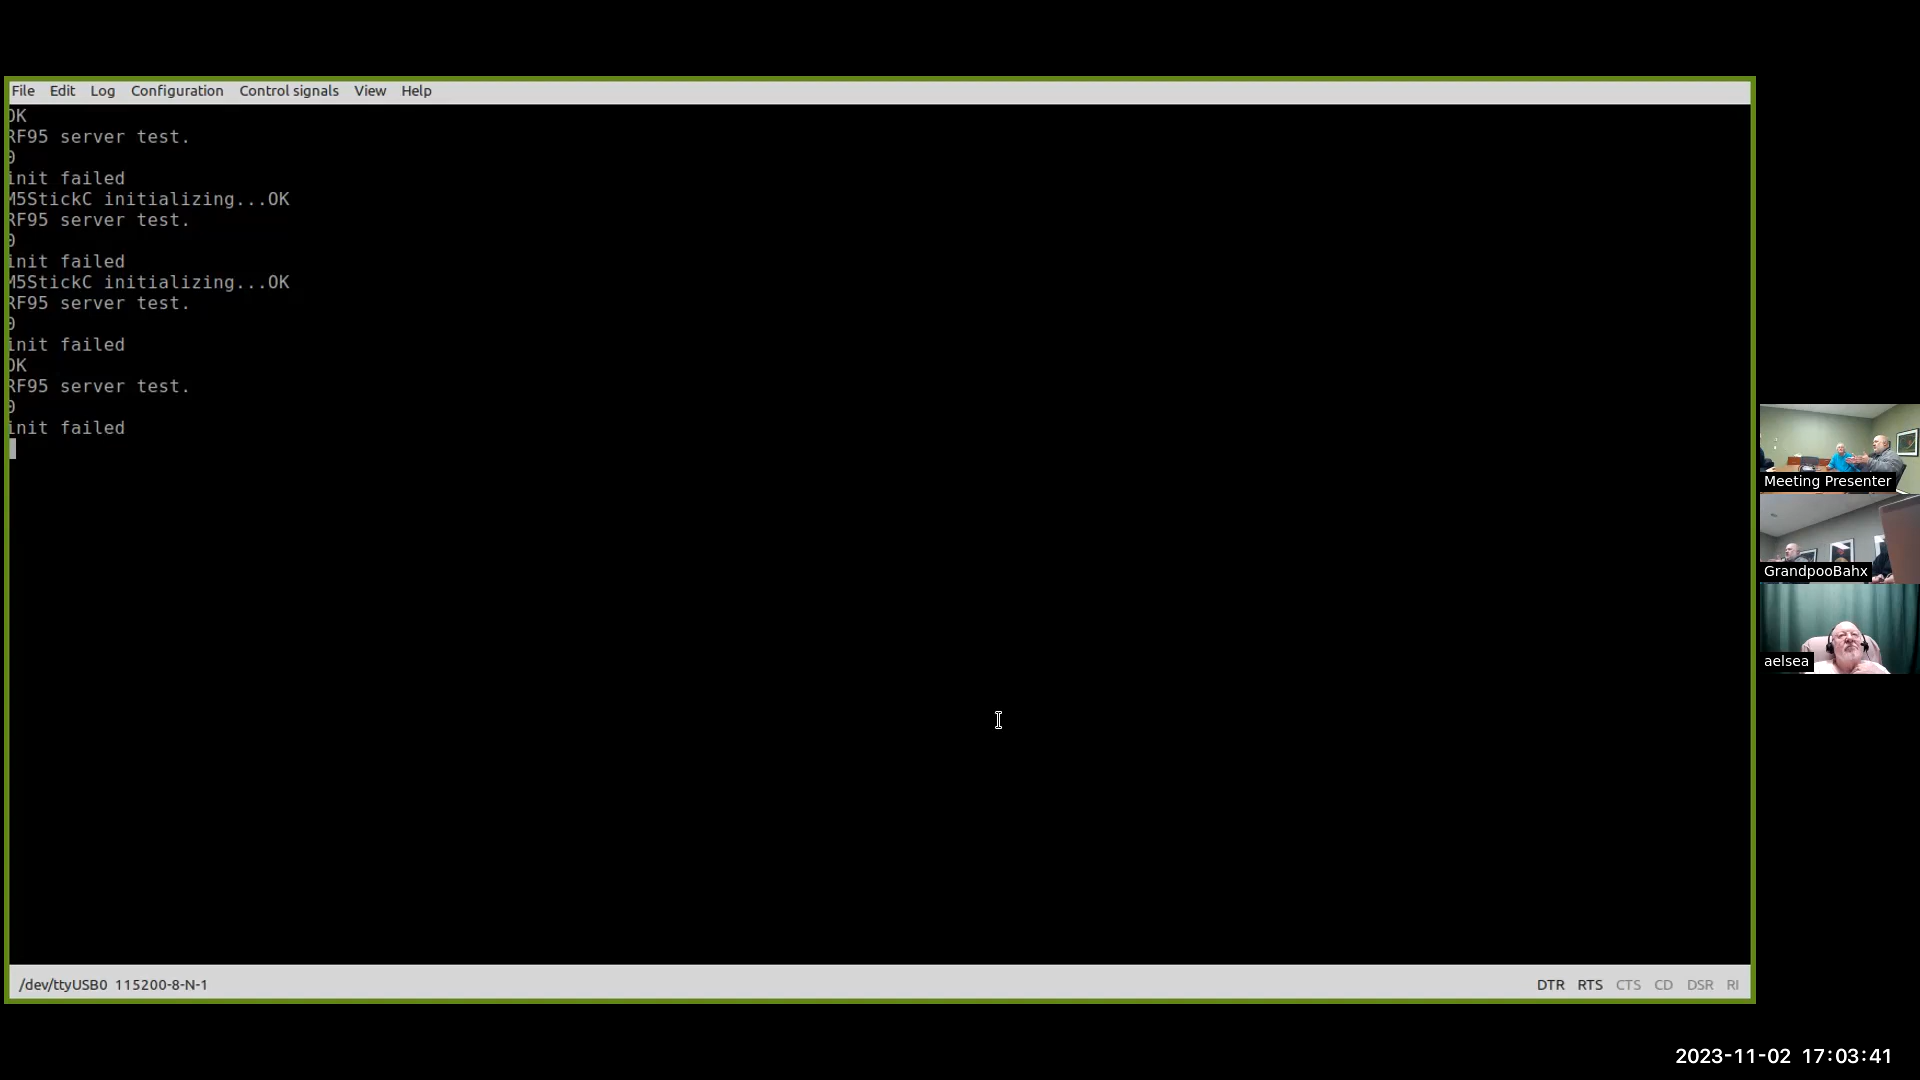 File Edit Log Configuration Control signals View Help
OK
RF95 server test.
0
init failed
M5StickC initializing...OK
RF95 server test.
0
init failed
M5StickC initializing...OK
RF95 server test.
0
init failed
OK
RF95 server test.
0
init failed
Meeting Presenter
GrandpooBahx
aelsea
/dev/ttyUSB0 115200-8-N-1
DTR RTS CTS CD DSR RI
2023-11-02 17:03:41